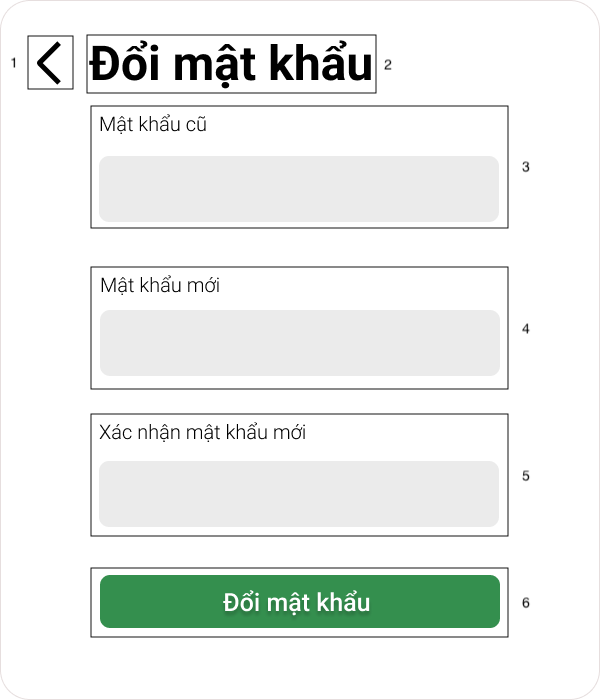 1
Đổi mật khẩu
2
Mật khẩu cũ
3
Mật khẩu mới
4
Xác nhận mật khẩu mới
5
Đổi mật khẩu
6